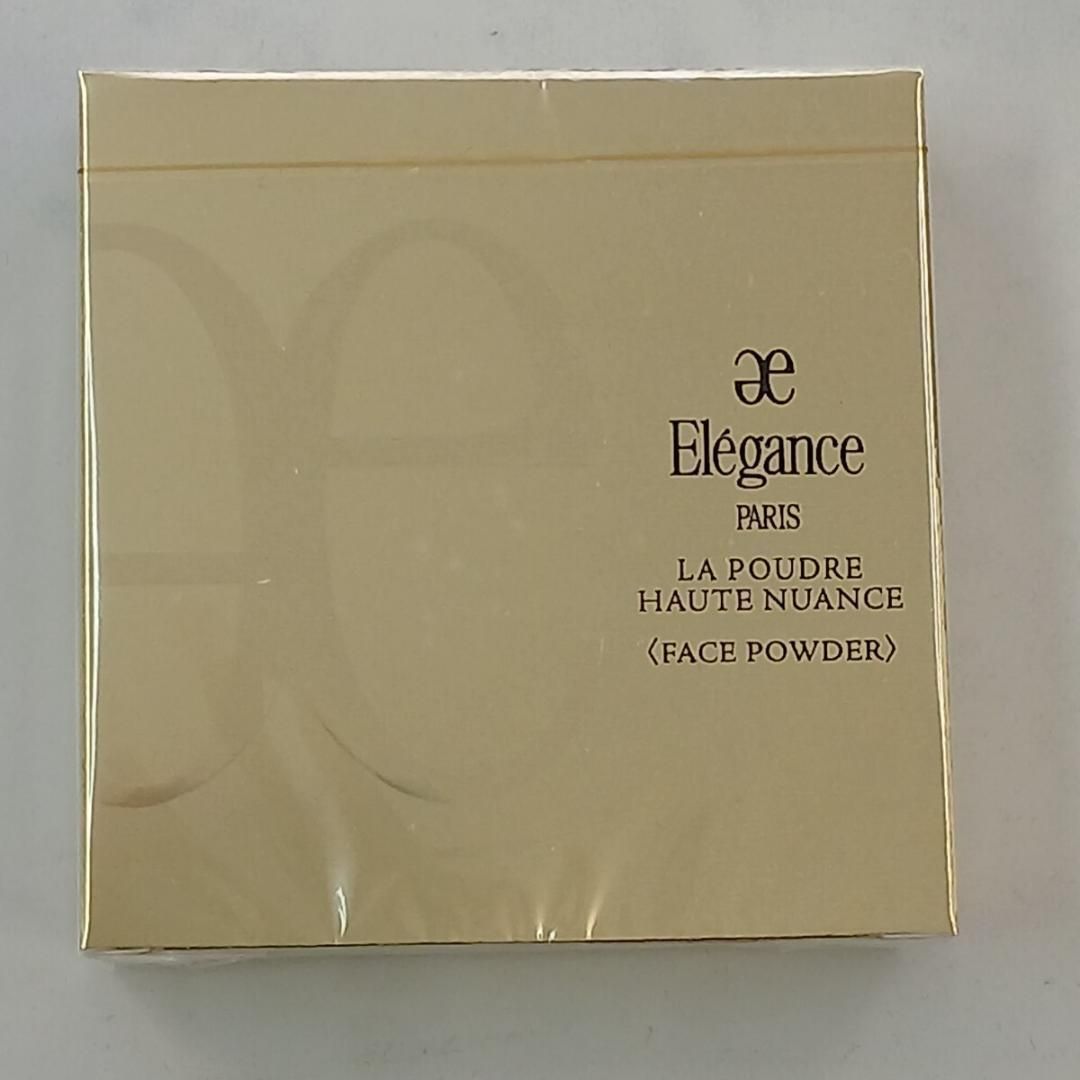 Elégance
PARIS
LA POUDRE
HAUTE NUANCE
〈FACE POWDER〉